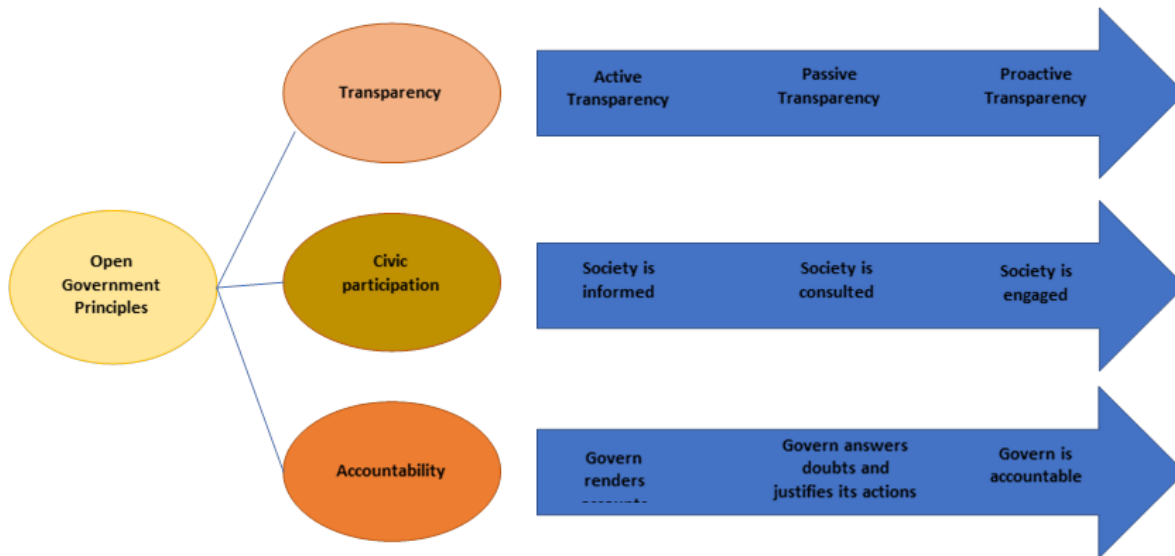 Transparency
Active
Transparency
Passive
Transparency
Proactive
Transparency
Open
Government
Principles
Civic
participation
Society is
informed
Society is
consulted
Society is
engaged
Accountability
Govern
renders
accounts
Govern answers
doubts and
justifies its actions
Govern is
accountable